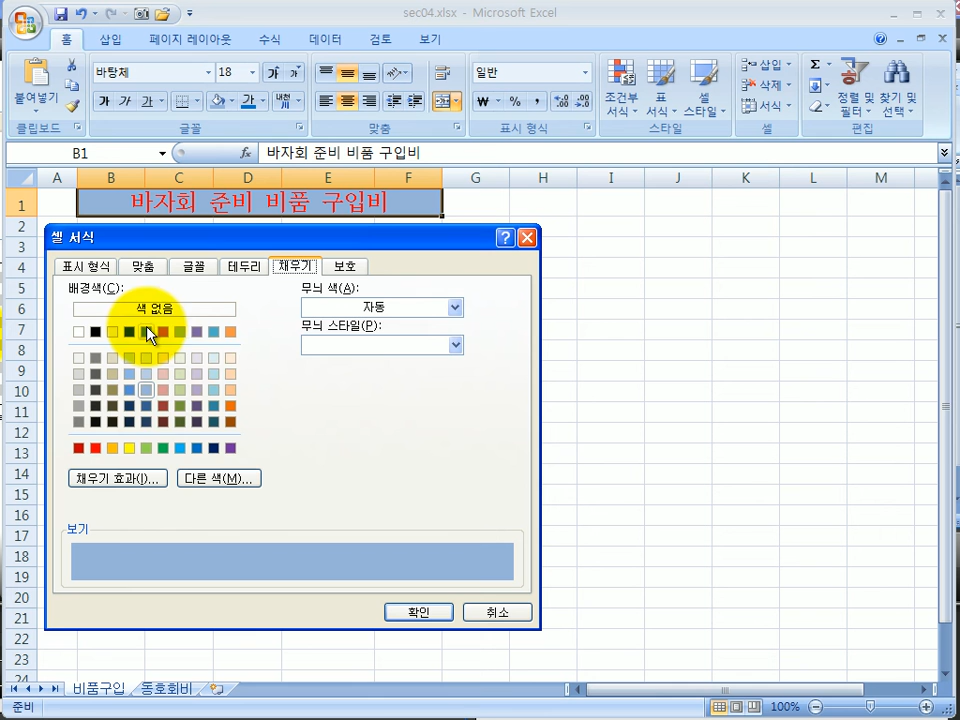 sec04.xlsx - Microsoft Excel
홈 삽입 페이지 레이아웃 수식 데이터 검토 보기
붙여넣기
바탕체 18 가 가
가 가 가 가
일반
₩ % ,
조건부 서식
표 서식
셀 스타일
삽입
삭제
서식
Σ
정렬 및 필터
찾기 및 선택
클립보드 글꼴 맞춤 표시 형식 스타일 셀 편집
B1 fx 바자회 준비 비품 구입비
A B C D E F G H I J K L M
1 바자회 준비 비품 구입비
2
셀 서식
3
4
표시 형식 맞춤 글꼴 테두리 채우기 보호
5
배경색(C): 무늬 색(A):
6
색 없음 자동
무늬 스타일(P):
7
8
9
10
11
12
13
14
채우기 효과(I)... 다른 색(M)...
15
16
17
보기
18
19
20
21
확인 취소
22
23
24
비품구입 동호회비
준비 100%